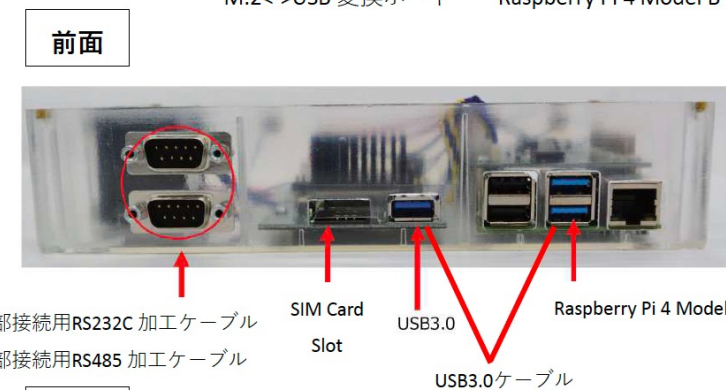 M.2<->USB 変換ボード Raspberry Pi 4 Model B
前面
部接続用RS232C 加工ケーブル
部接続用RS485 加工ケーブル
SIM Card
Slot
USB3.0
Raspberry Pi 4 Model
USB3.0ケーブル